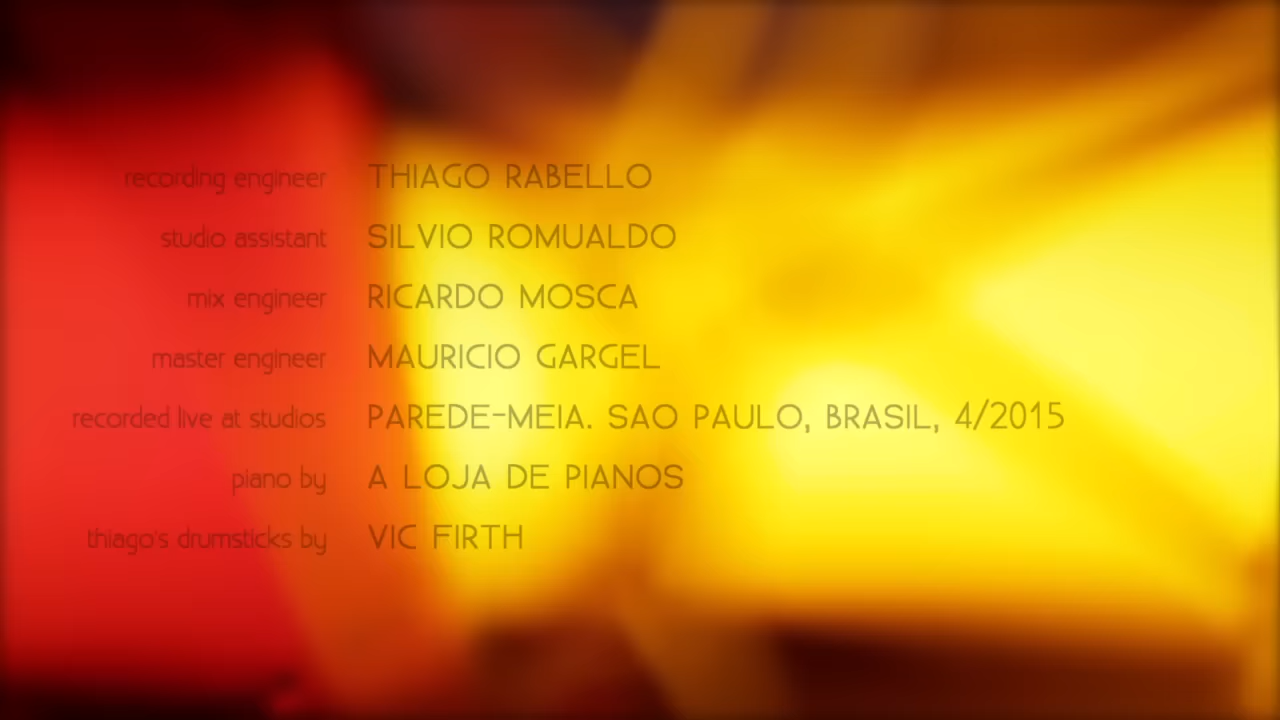 recording engineer THIAGO RABELLO
studio assistant SILVIO ROMUALDO
mix engineer RICARDO MOSCA
master engineer MAURICIO GARGEL
recorded live at studios PAREDE-MEIA. SAO PAULO, BRASIL, 4/2015
piano by A LOJA DE PIANOS
thiago's drumsticks by VIC FIRTH